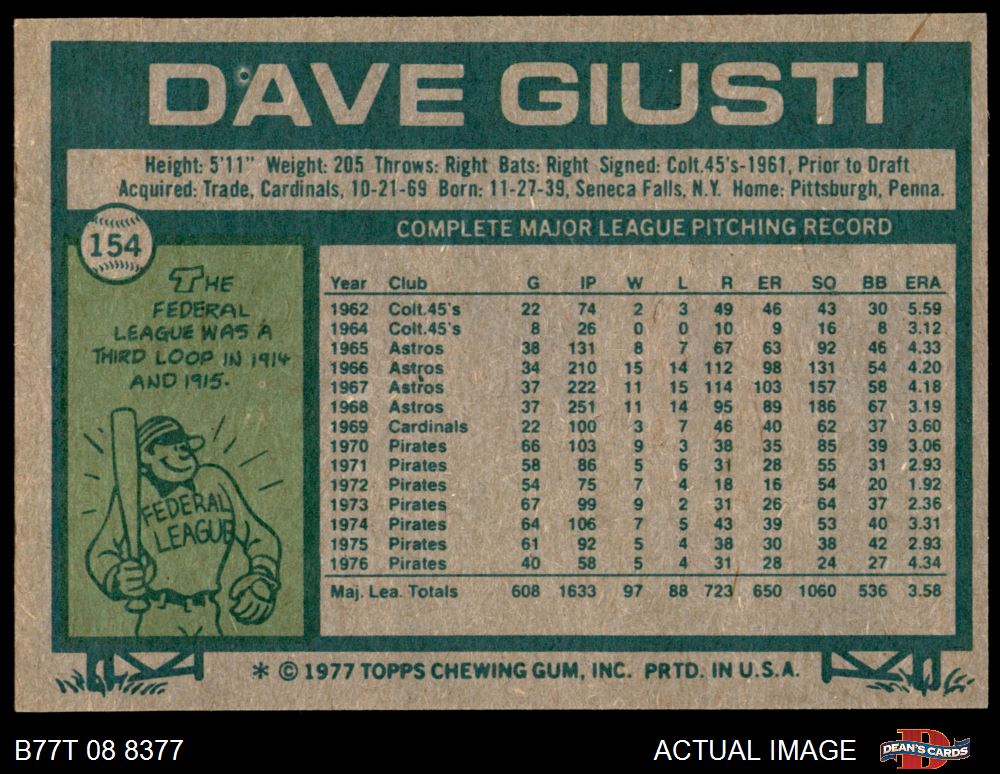 DAVE GIUSTI
Height: 5'11" Weight: 205 Throws: Right Bats: Right Signed: Colt.45's-1961, Prior to Draft
Acquired: Trade, Cardinals, 10-21-69 Born: 11-27-39, Seneca Falls, N.Y. Home: Pittsburgh, Penna.
154
THE
FEDERAL
LEAGUE WAS A
THIRD LOOP IN 1914
AND 1915.
FEDERAL
LEAGUE
COMPLETE MAJOR LEAGUE PITCHING RECORD
Year Club G IP W L R ER SO BB ERA
1962 Colt.45's 22 74 2 3 49 46 43 30 5.59
1964 Colt.45's 8 26 0 0 10 9 16 8 3.12
1965 Astros 38 131 8 7 67 63 92 46 4.33
1966 Astros 34 210 15 14 112 98 131 54 4.20
1967 Astros 37 222 11 15 114 103 157 58 4.18
1968 Astros 37 251 11 14 95 89 186 67 3.19
1969 Cardinals 22 100 3 7 46 40 62 37 3.60
1970 Pirates 66 103 9 3 38 35 85 39 3.06
1971 Pirates 58 86 5 6 31 28 55 31 2.93
1972 Pirates 54 75 7 4 18 16 54 20 1.92
1973 Pirates 67 99 9 2 31 26 64 37 2.36
1974 Pirates 64 106 7 5 43 39 53 40 3.31
1975 Pirates 61 92 5 4 38 30 38 42 2.93
1976 Pirates 40 58 5 4 31 28 24 27 4.34
Maj. Lea. Totals 608 1633 97 88 723 650 1060 536 3.58
* © 1977 TOPPS CHEWING GUM, INC. PRTD. IN U.S.A.
B77T 08 8377
ACTUAL IMAGE
DEAN'S CARDS